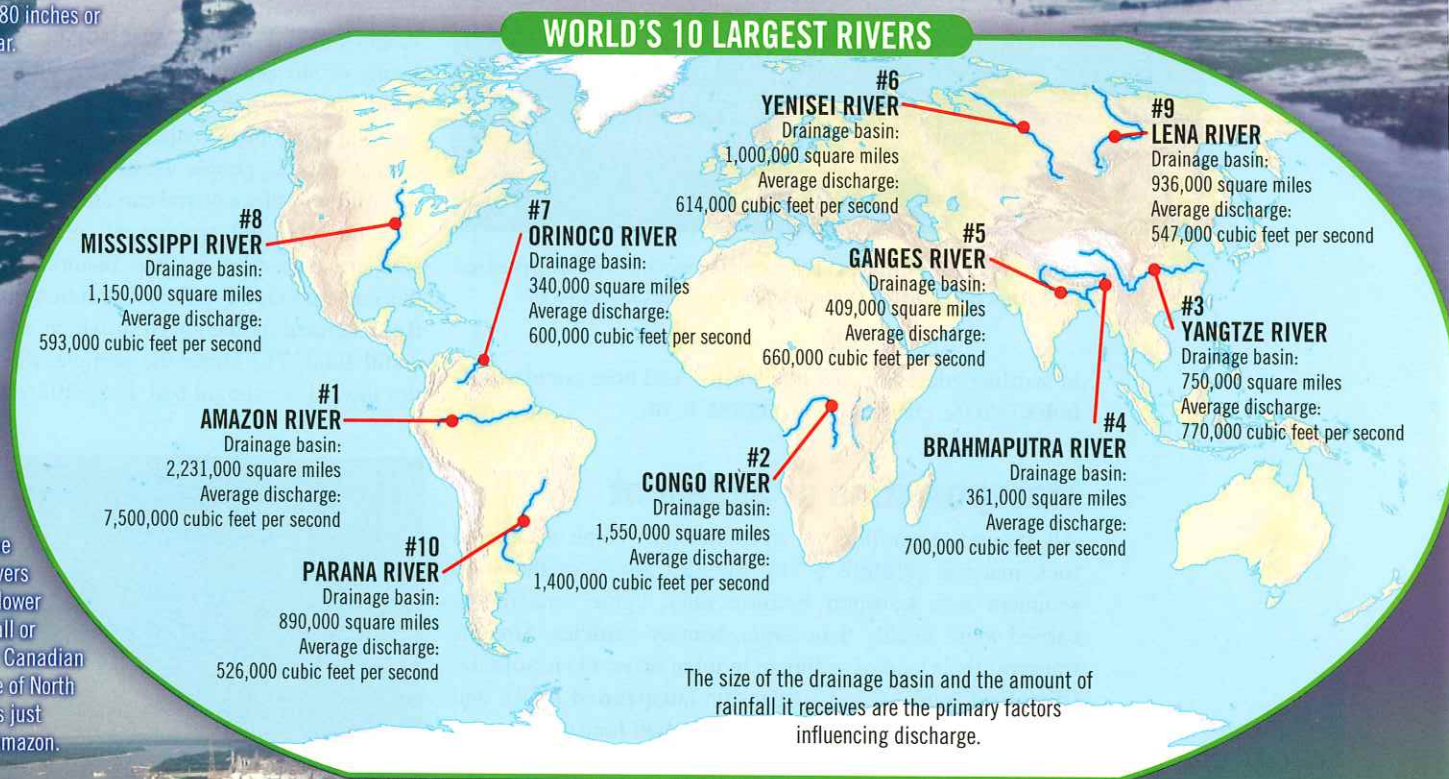 80 inches or
ar.
WORLD'S 10 LARGEST RIVERS
#6
YENISEI RIVER
Drainage basin:
1,000,000 square miles
Average discharge:
614,000 cubic feet per second
#9
LENA RIVER
Drainage basin:
936,000 square miles
Average discharge:
547,000 cubic feet per second
#8
MISSISSIPPI RIVER
Drainage basin:
1,150,000 square miles
Average discharge:
593,000 cubic feet per second
#7
ORINOCO RIVER
Drainage basin:
340,000 square miles
Average discharge:
600,000 cubic feet per second
#5
GANGES RIVER
Drainage basin:
409,000 square miles
Average discharge:
660,000 cubic feet per second
#3
YANGTZE RIVER
Drainage basin:
750,000 square miles
Average discharge:
770,000 cubic feet per second
#1
AMAZON RIVER
Drainage basin:
2,231,000 square miles
Average discharge:
7,500,000 cubic feet per second
#2
CONGO RIVER
Drainage basin:
1,550,000 square miles
Average discharge:
1,400,000 cubic feet per second
#4
BRAHMAPUTRA RIVER
Drainage basin:
361,000 square miles
Average discharge:
700,000 cubic feet per second
#10
PARANA RIVER
Drainage basin:
890,000 square miles
Average discharge:
526,000 cubic feet per second
The size of the drainage basin and the amount of
rainfall it receives are the primary factors
influencing discharge.
e
vers
lower
all or
Canadian
e of North
s just
mazon.